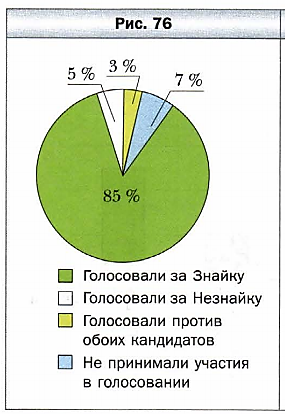 Рис. 76
5 % 3 % 7 %
85 %
Голосовали за Знайку
Голосовали за Незнайку
Голосовали против
обоих кандидатов
Не принимали участия
в голосовании